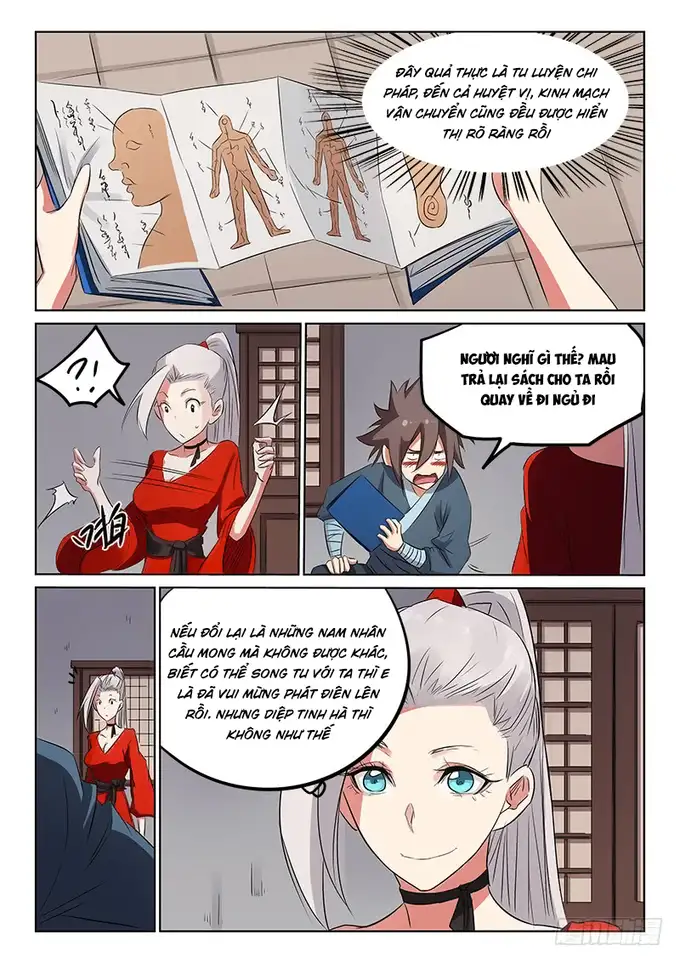 ĐÂY QUẢ THỰC LÀ TU LUYỆN CHI
PHÁP, ĐẾN CẢ HUYỆT VỊ, KINH MẠCH
VẬN CHUYỂN CŨNG ĐỀU ĐƯỢC HIỂN
THỊ RÕ RÀNG RỒI
?!
啪
NGƯƠI NGHĨ GÌ THẾ? MAU
TRẢ LẠI SÁCH CHO TA RỒI
QUAY VỀ ĐI NGỦ ĐI
NẾU ĐỔI LẠI LÀ NHỮNG NAM NHÂN
CẦU MONG MÀ KHÔNG ĐƯỢC KHÁC,
BIẾT CÓ THỂ SONG TU VỚI TA THÌ E
LÀ ĐÃ VUI MỪNG PHÁT ĐIÊN LÊN
RỒI. NHƯNG DIỆP TINH HÀ THÌ
KHÔNG NHƯ THẾ